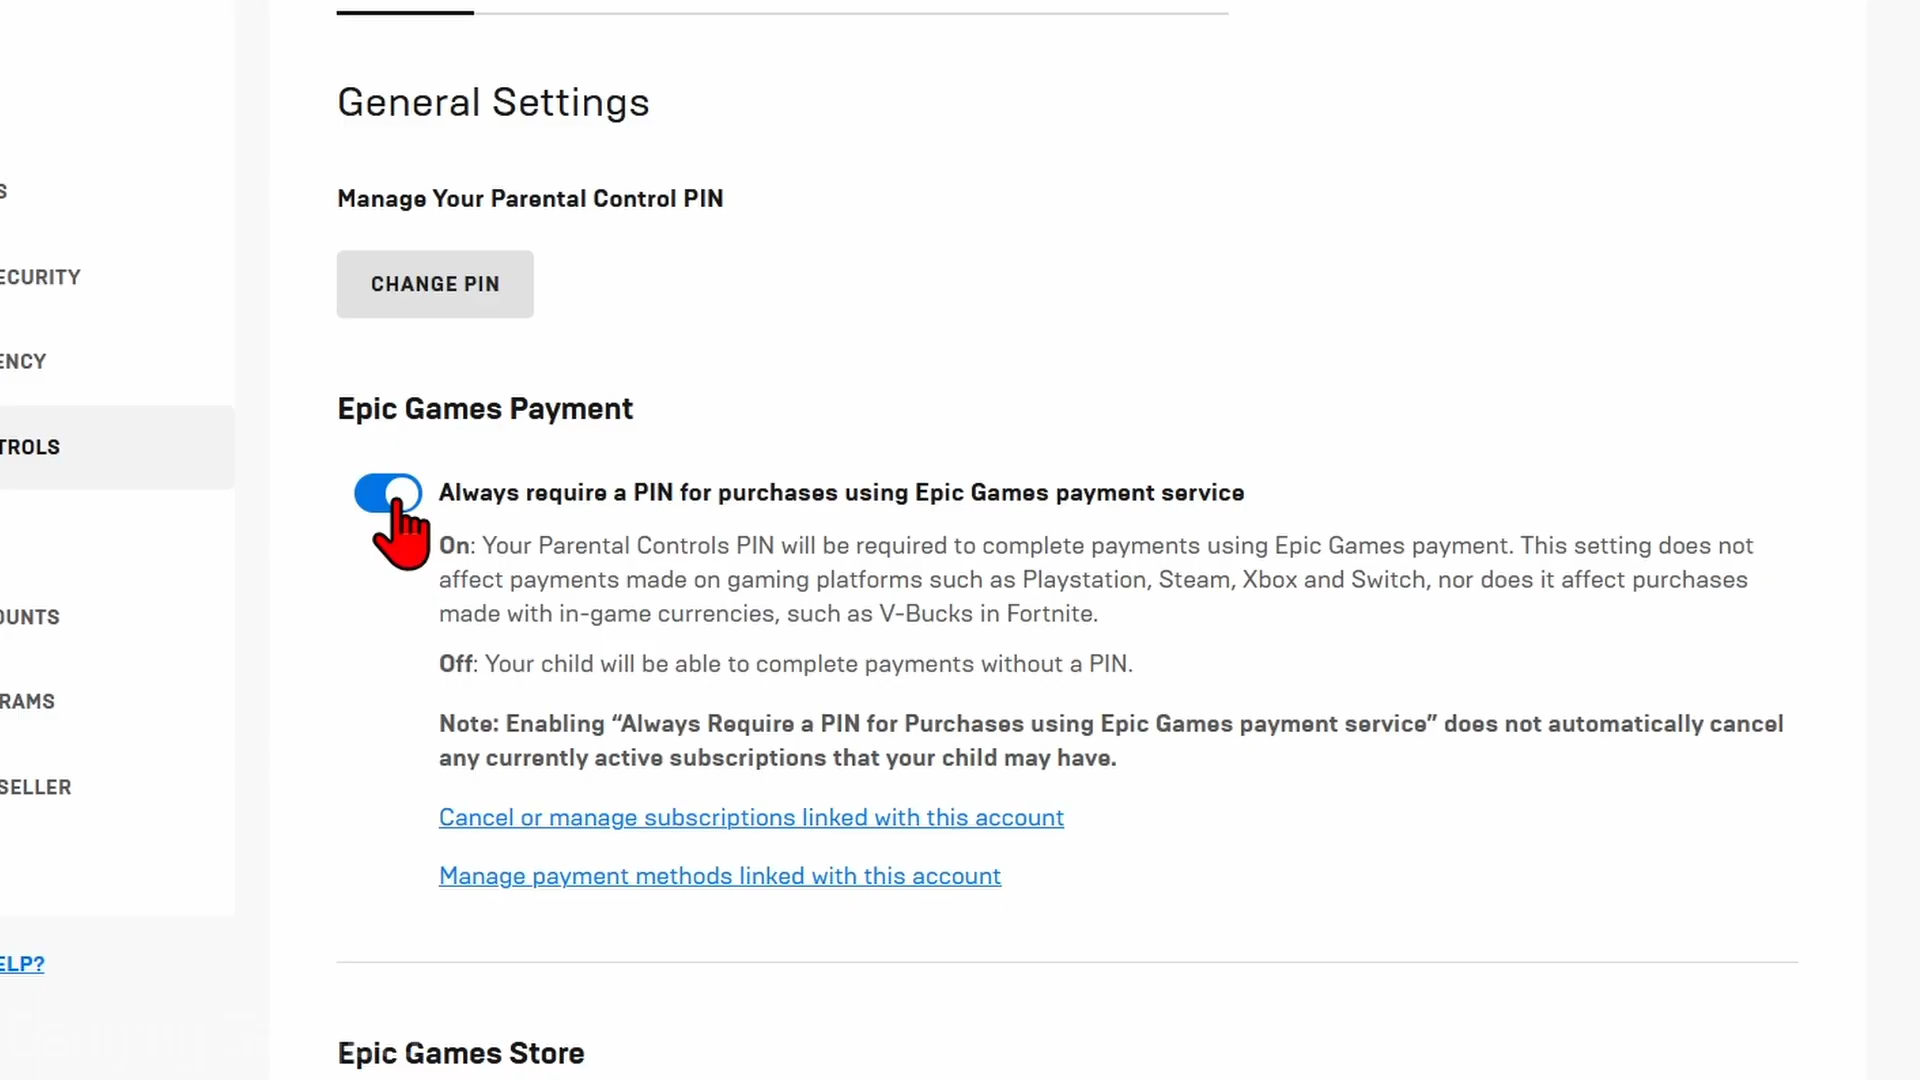 General Settings
Manage Your Parental Control PIN
S
CHANGE PIN
ECURITY
ENCY
Epic Games Payment
TROLS
Always require a PIN for purchases using Epic Games payment service
On: Your Parental Controls PIN will be required to complete payments using Epic Games payment. This setting does not
affect payments made on gaming platforms such as Playstation, Steam, Xbox and Switch, nor does it affect purchases
made with in-game currencies, such as V-Bucks in Fortnite.
OUNTS
Off: Your child will be able to complete payments without a PIN.
RAMS
Note: Enabling “Always Require a PIN for Purchases using Epic Games payment service” does not automatically cancel
any currently active subscriptions that your child may have.
SELLER
Cancel or manage subscriptions linked with this account
Manage payment methods linked with this account
ELP?
Epic Games Store